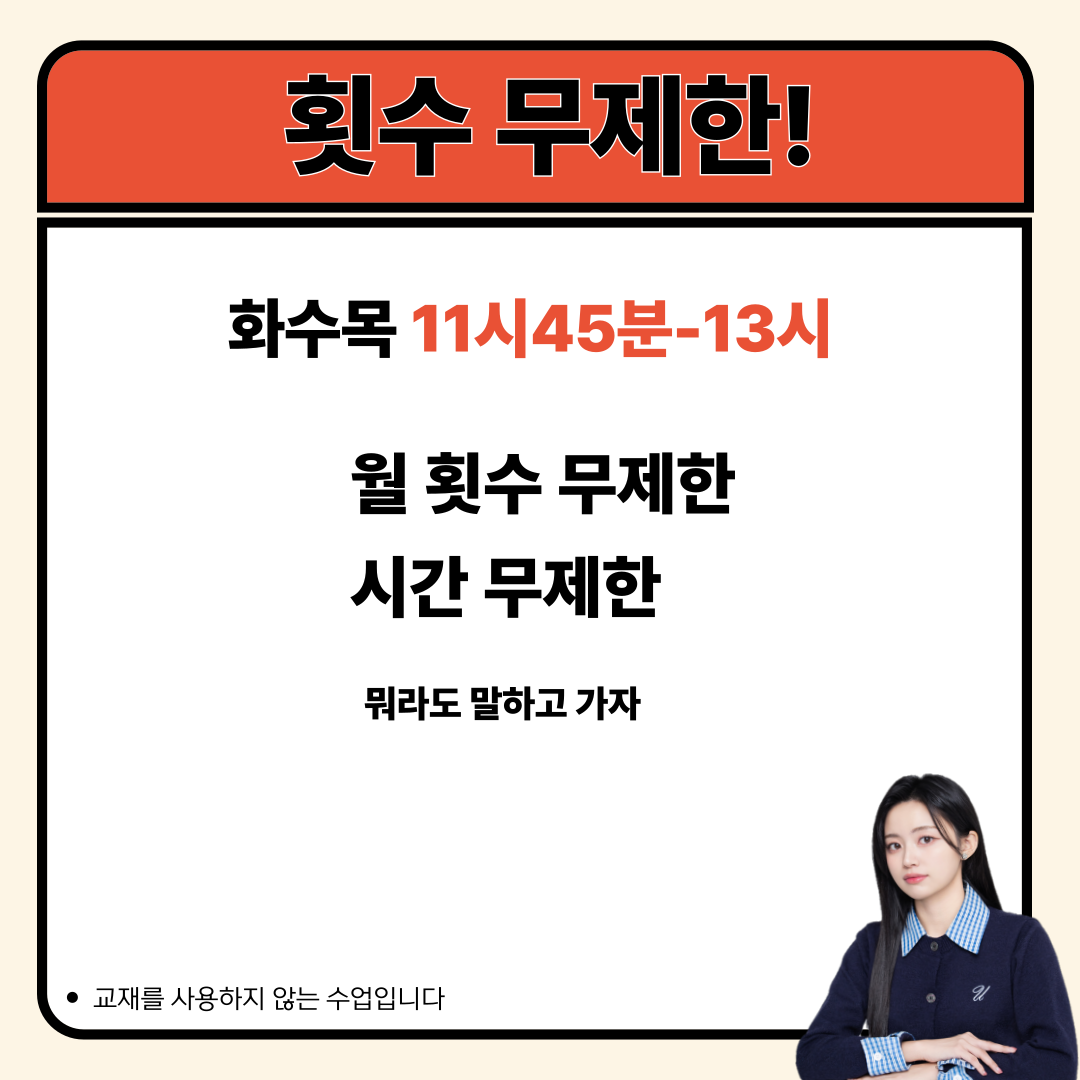 횟수 무제한!
화수목 11시45분-13시
월 횟수 무제한
시간 무제한
뭐라도 말하고 가자
• 교재를 사용하지 않는 수업입니다
U